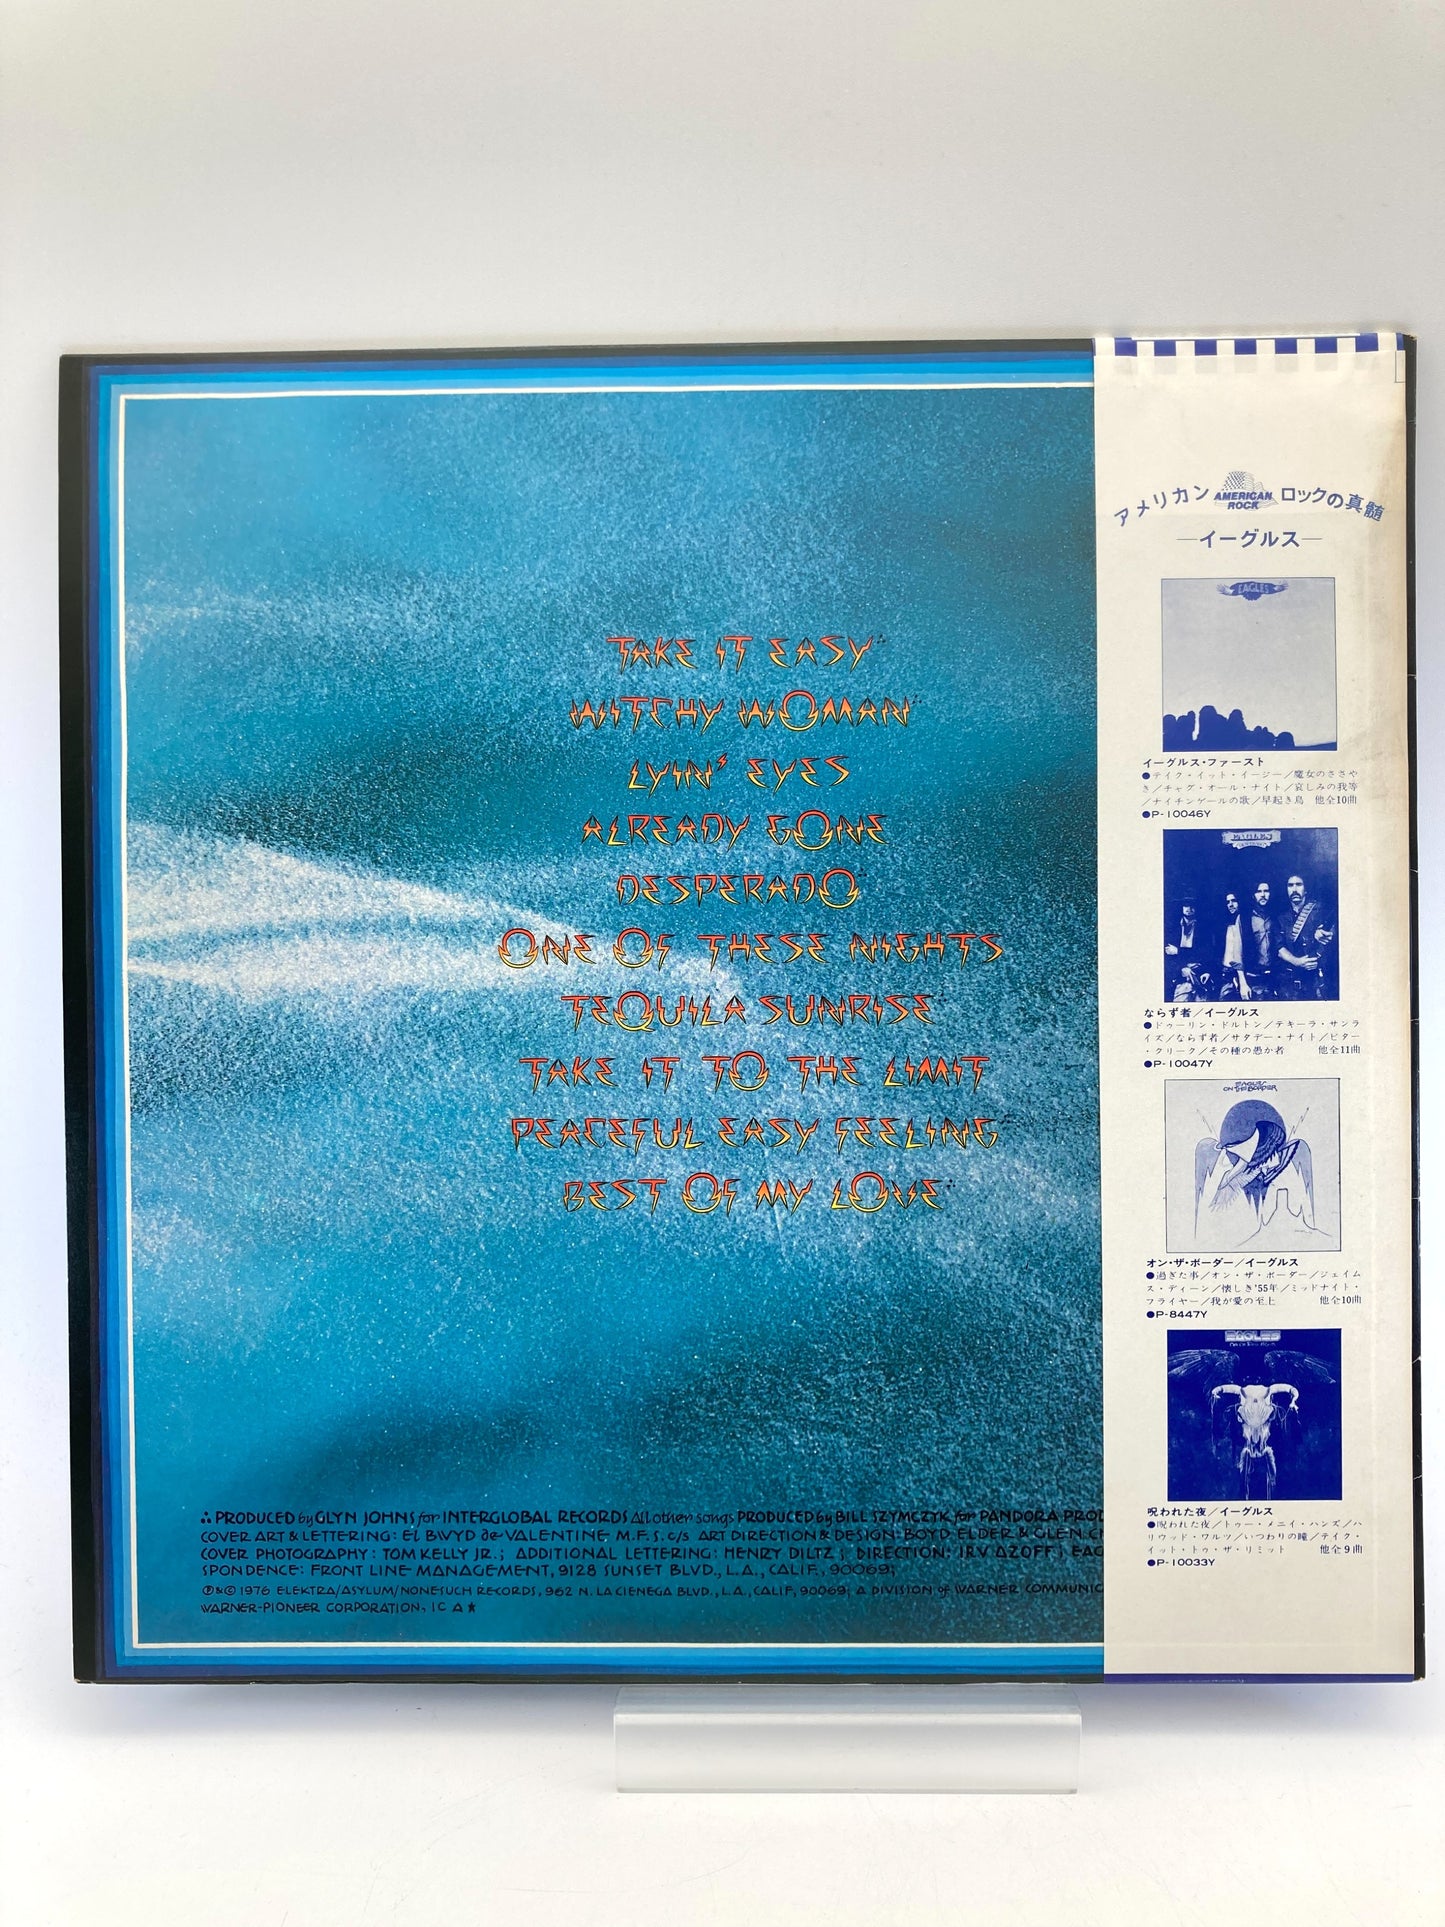 TAKE IT EASY∴
WITCHY WOMAN∴
LYIN' EYES
ALREADY GONE
DESPERADO∴
ONE OF THESE NIGHTS
TEQUILA SUNRISE∴
TAKE IT TO THE LIMIT
PEACEFUL EASY FEELING∴
BEST OF MY LOVE∴
∴ PRODUCED by GLYN JOHNS for INTERGLOBAL RECORDS All other songs PRODUCED by BILL SZYMCZYK for PANDORA PROD
COVER ART & LETTERING: El BWYD de VALENTINE, M.F.S. c/s ART DIRECTION & DESIGN: BOYD ELDER & GLEN C
COVER PHOTOGRAPHY: TOM KELLY JR.; ADDITIONAL LETTERING: HENRY DILTZ; DIRECTION: IRV AZOFF; EAG
SPONDENCE: FRONT LINE MANAGEMENT, 9128 SUNSET BLVD., L.A., CALIF., 90069;
℗&© 1976 ELEKTRA/ASYLUM/NONESUCH RECORDS, 962 N. LA CIENEGA BLVD., L.A., CALIF., 90069; A DIVISION of WARNER COMMUNIC
WARNER-PIONEER CORPORATION, IC △ ★
アメリカン AMERICAN ROCK ロックの真髄
—イーグルス—
EAGLES
イーグルス・ファースト
●テイク・イット・イージー/魔女のささや
き/チャグ・オール・ナイト/哀しみの我等
/ナイチンゲールの歌/早起き鳥 他全10曲
●P-10046Y
EAGLES
ならず者/イーグルス
●ドゥーリン・ドルトン/テキーラ・サンラ
イズ/ならず者/サタデー・ナイト/ビター
・クリーク/その種の愚か者 他全11曲
●P-10047Y
EAGLES
ON THE BORDER
オン・ザ・ボーダー/イーグルス
●過ぎた事/オン・ザ・ボーダー/ジェイム
ス・ディーン/懐しき'55年/ミッドナイト・
フライヤー/我が愛の至上 他全10曲
●P-8447Y
EAGLES
呪われた夜/イーグルス
●呪われた夜/トゥー・メニイ・ハンズ/ハ
リウッド・ワルツ/いつわりの瞳/テイク・
イット・トゥ・ザ・リミット 他全9曲
●P-10033Y